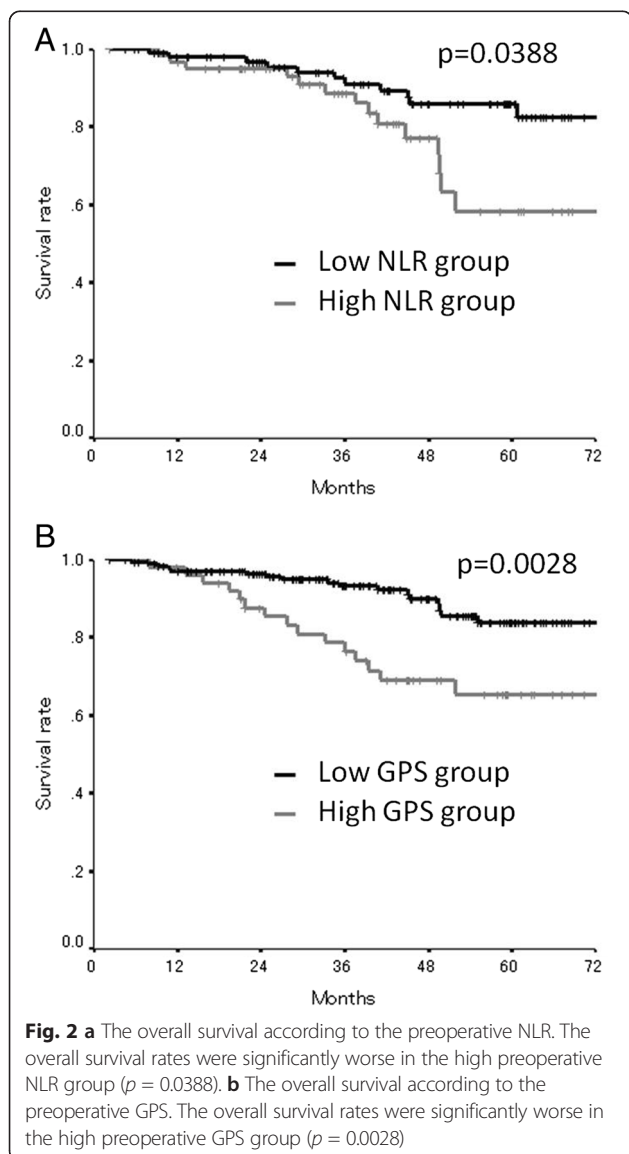 A
p=0.0388
1.0
.8
.6
.4
.2
0.0
Survival rate
Low NLR group
High NLR group
0 12 24 36 48 60 72
Months
B
p=0.0028
1.0
.8
.6
.4
.2
0.0
Survival rate
Low GPS group
High GPS group
0 12 24 36 48 60 72
Months
Fig. 2 a The overall survival according to the preoperative NLR. The
overall survival rates were significantly worse in the high preoperative
NLR group (p = 0.0388). b The overall survival according to the
preoperative GPS. The overall survival rates were significantly worse in
the high preoperative GPS group (p = 0.0028)